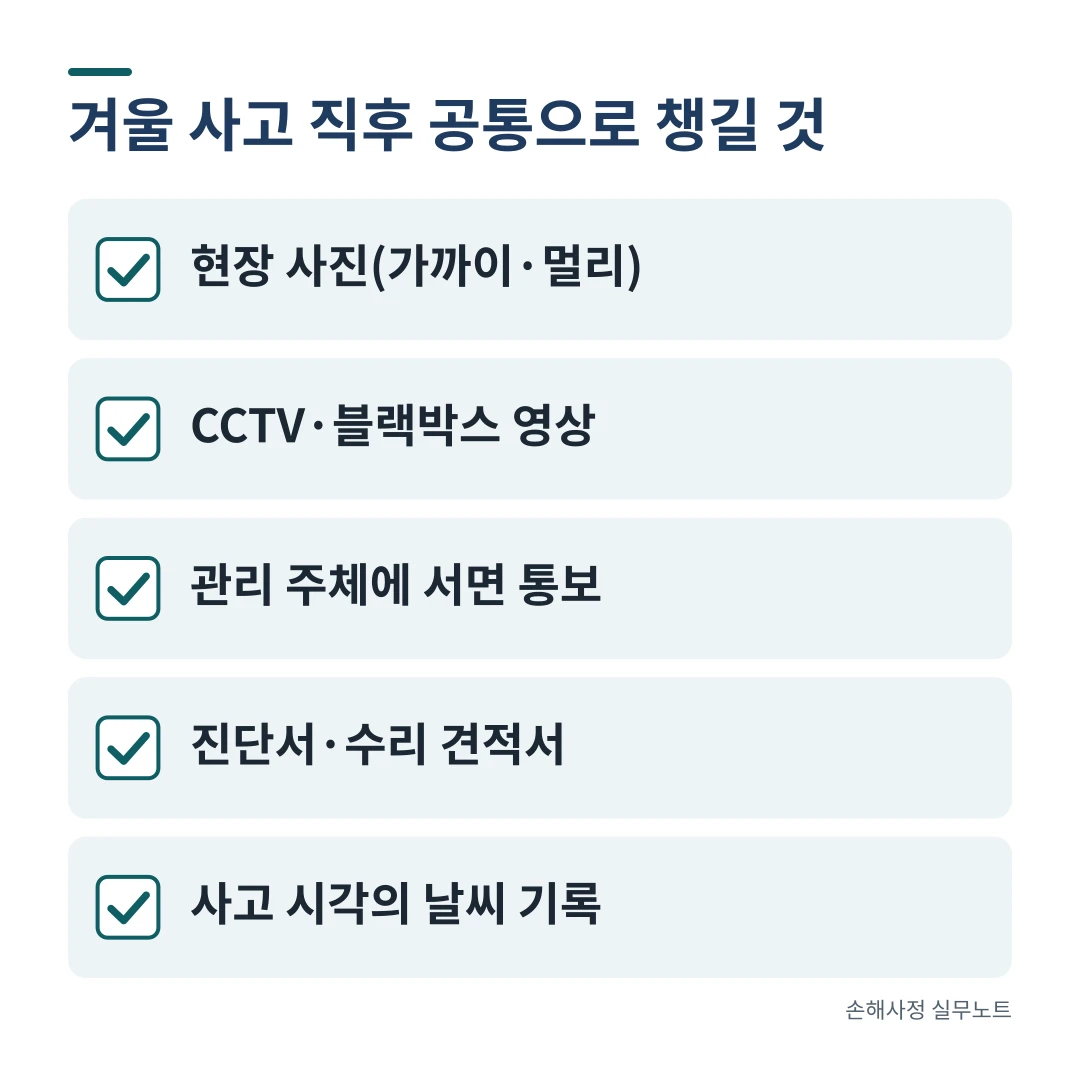 겨울 사고 직후 공통으로 챙길 것
현장 사진(가까이·멀리)
CCTV·블랙박스 영상
관리 주체에 서면 통보
진단서·수리 견적서
사고 시각의 날씨 기록
손해사정 실무노트